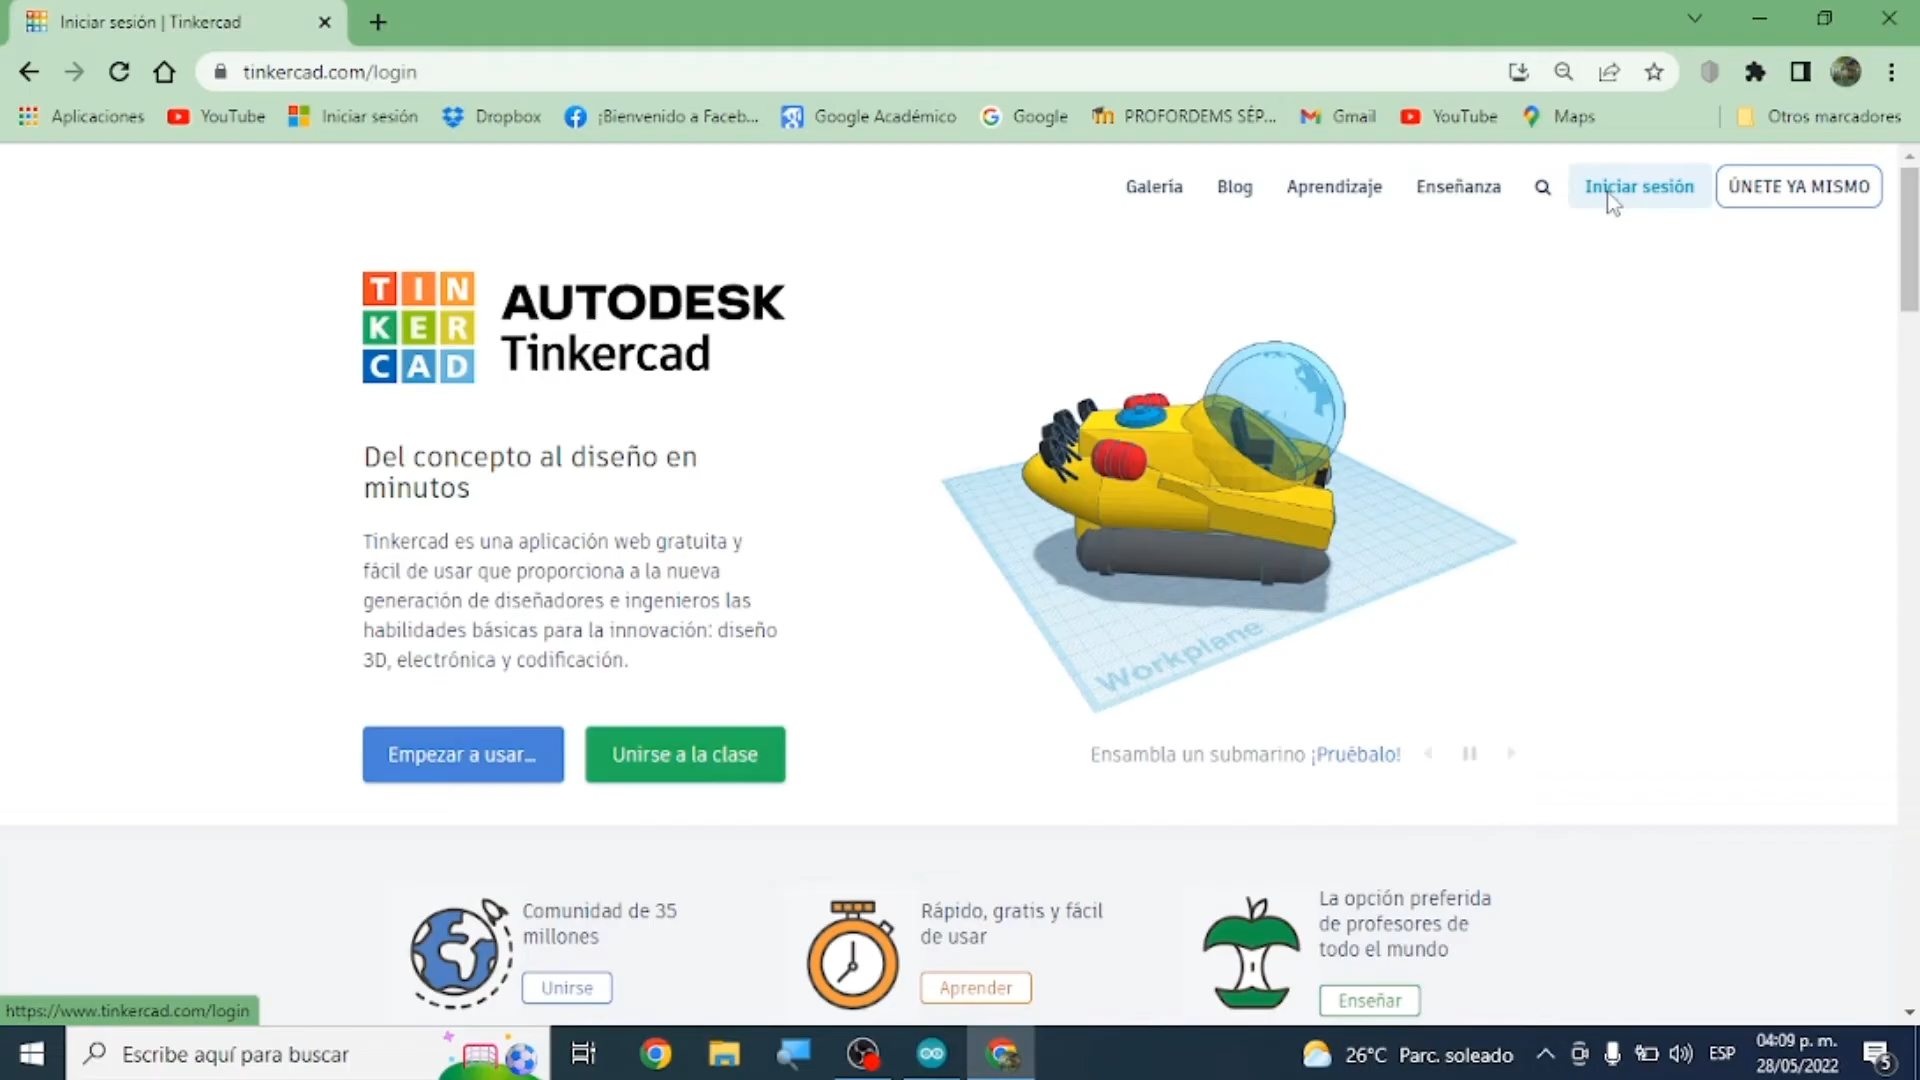 Iniciar sesión | Tinkercad
tinkercad.com/login
Aplicaciones YouTube Iniciar sesión Dropbox ¡Bienvenido a Faceb... Google Académico Google PROFORDEMS SÉP... Gmail YouTube Maps Otros marcadores
Galería Blog Aprendizaje Enseñanza Iniciar sesión ÚNETE YA MISMO
TIN
KER
CAD
AUTODESK
Tinkercad
Del concepto al diseño en
minutos
Tinkercad es una aplicación web gratuita y
fácil de usar que proporciona a la nueva
generación de diseñadores e ingenieros las
habilidades básicas para la innovación: diseño
3D, electrónica y codificación.
Empezar a usar... Unirse a la clase
Workplane
Ensambla un submarino ¡Pruébalo!
Comunidad de 35
millones
Unirse
Rápido, gratis y fácil
de usar
Aprender
La opción preferida
de profesores de
todo el mundo
Enseñar
https://www.tinkercad.com/login
Escribe aquí para buscar
26°C Parc. soleado
ESP
04:09 p. m.
28/05/2022
5